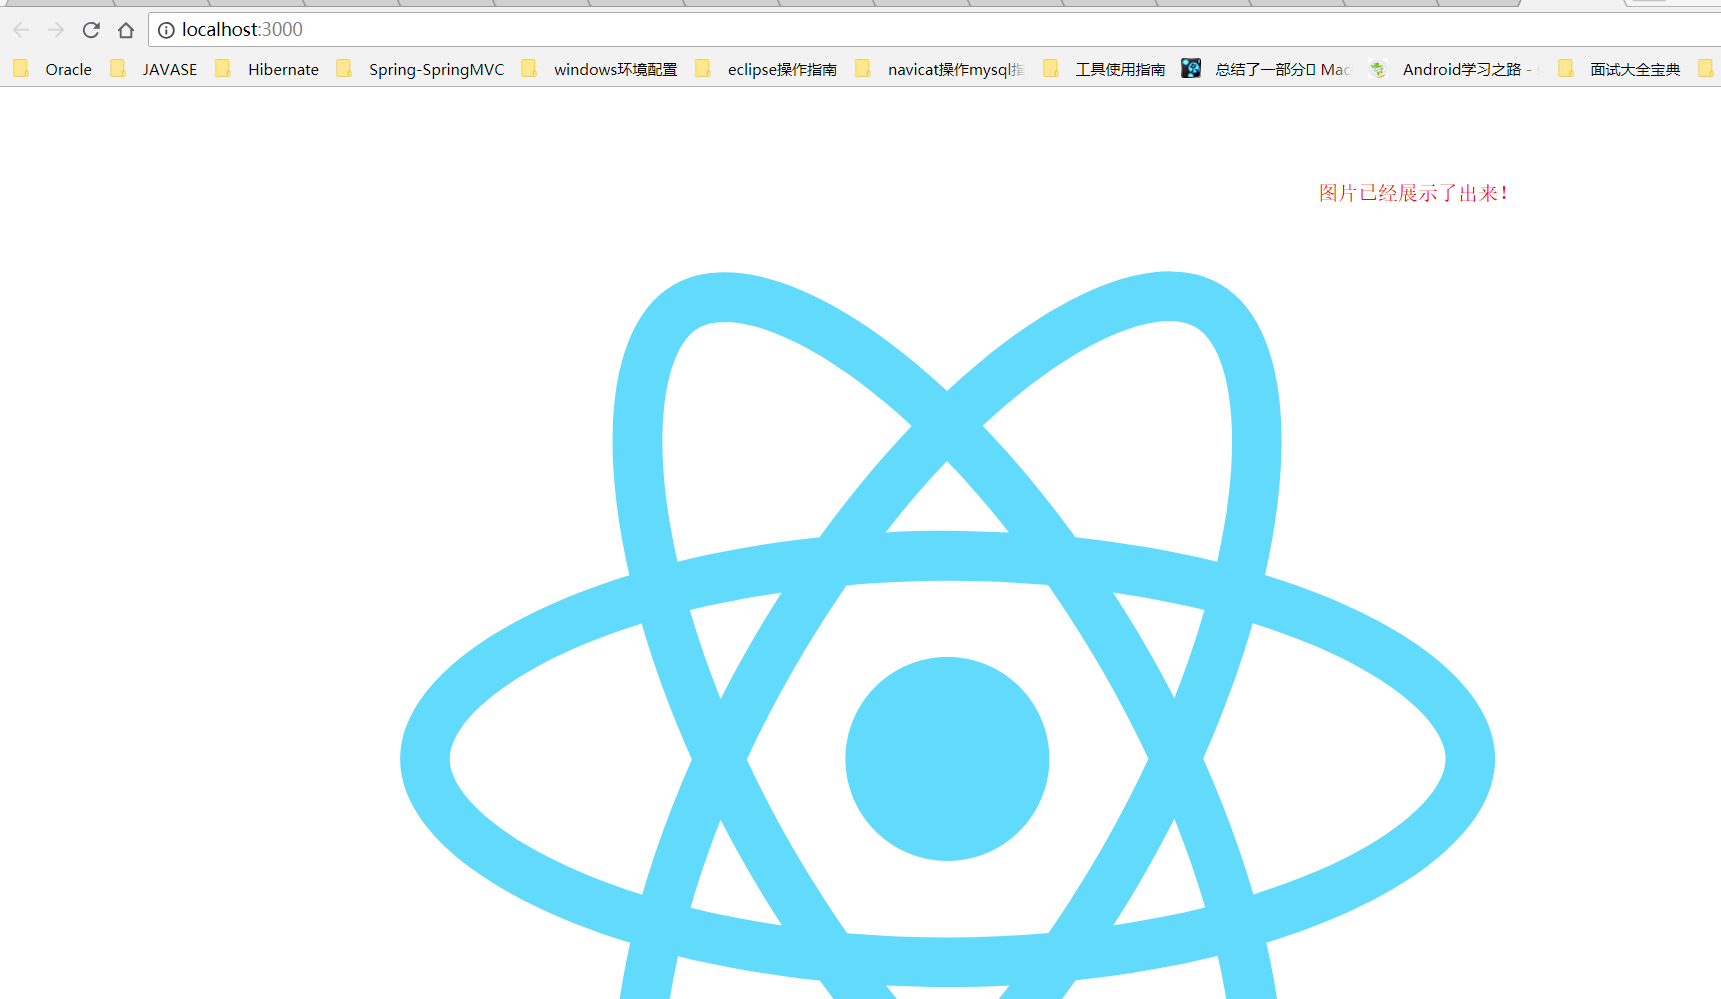 localhost:3000
Oracle JAVASE Hibernate Spring-SpringMVC windows环境配置 eclipse操作指南 navicat操作mysql指 工具使用指南 总结了一部分 Mac Android学习之路 - 面试大全宝典
图片已经展示了出来!